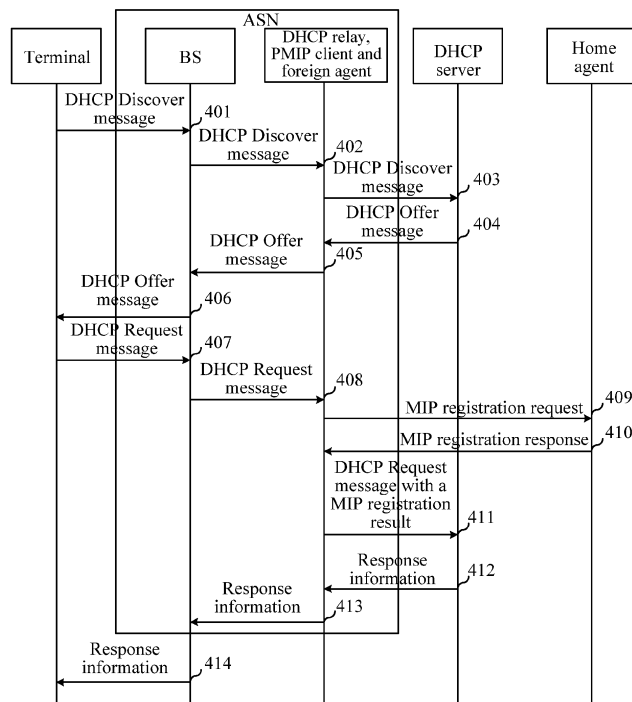 ASN
Terminal
BS
DHCP relay,
PMIP client and
foreign agent
DHCP
server
Home
agent
DHCP Discover
message
401
DHCP Discover
message
402
DHCP Discover
message
403
DHCP Offer
message
404
DHCP Offer
message
405
DHCP Offer
message
406
DHCP Request
message
407
DHCP Request
message
408
MIP registration request
409
MIP registration response
410
DHCP Request
message with a
MIP registration
result
411
Response
information
412
Response
information
413
Response
information
414